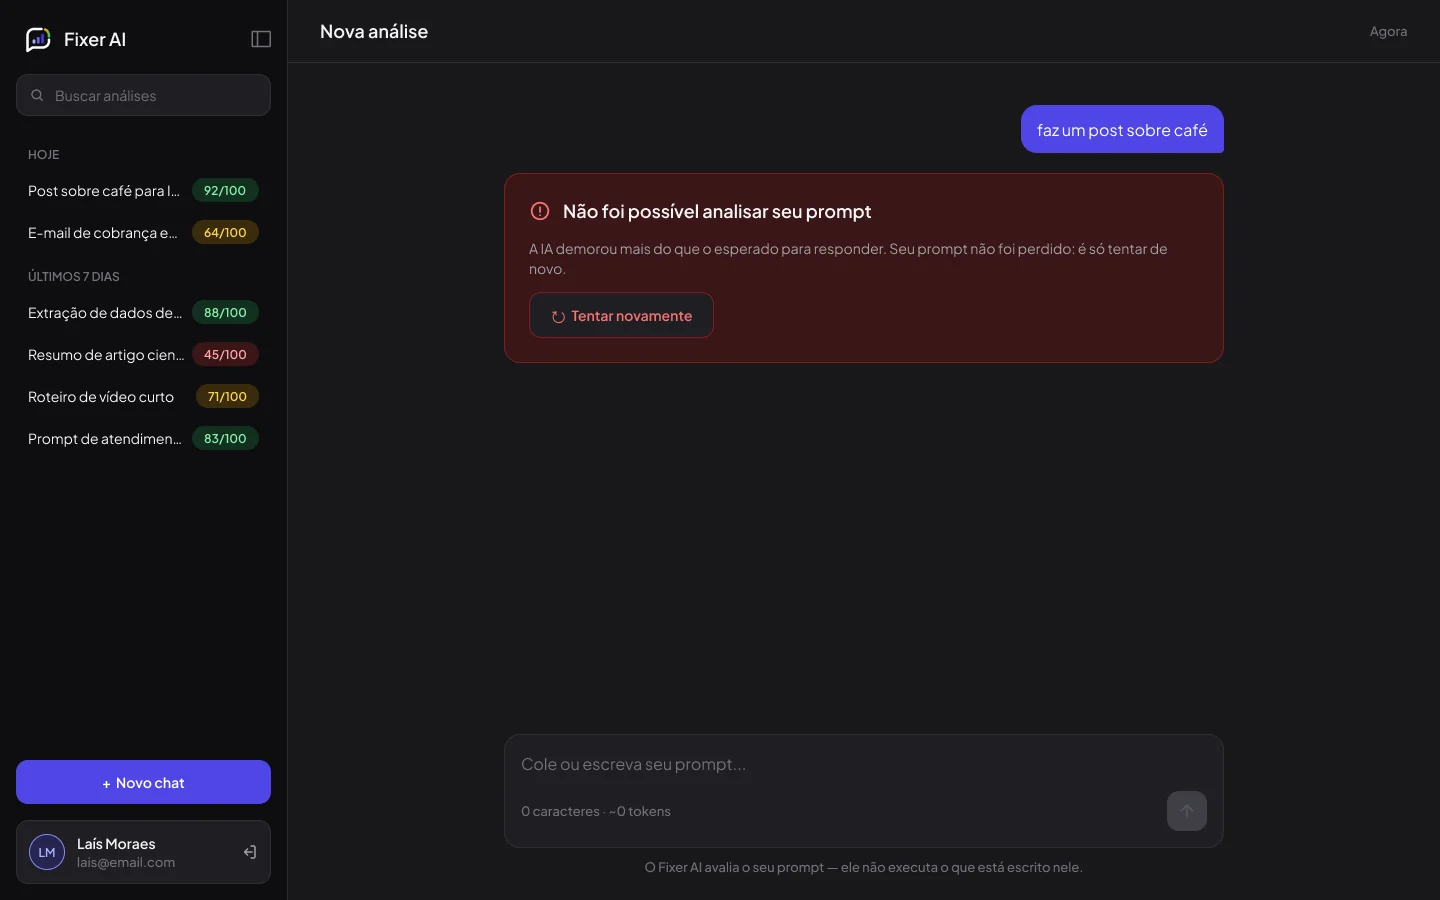 Fixer AI
Buscar análises
HOJE
Post sobre café para I... 92/100
E-mail de cobrança e... 64/100
ÚLTIMOS 7 DIAS
Extração de dados de... 88/100
Resumo de artigo cien... 45/100
Roteiro de vídeo curto 71/100
Prompt de atendimen... 83/100
+ Novo chat
LM
Laís Moraes
lais@email.com
Nova análise
Agora
faz um post sobre café
Não foi possível analisar seu prompt
A IA demorou mais do que o esperado para responder. Seu prompt não foi perdido: é só tentar de
novo.
Tentar novamente
Cole ou escreva seu prompt...
0 caracteres · ~0 tokens
O Fixer AI avalia o seu prompt — ele não executa o que está escrito nele.